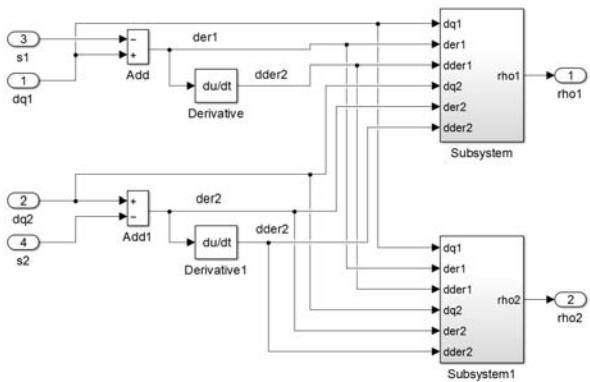 3
s1
1
dq1
−
+
Add
der1
du/dt
Derivative
dder2
dq1
der1
dder1
dq2
der2
dder2
rho1
Subsystem
1
rho1
2
dq2
4
s2
+
−
Add1
der2
du/dt
Derivative1
dder2
dq1
der1
dder1
dq2
der2
dder2
rho2
Subsystem1
2
rho2